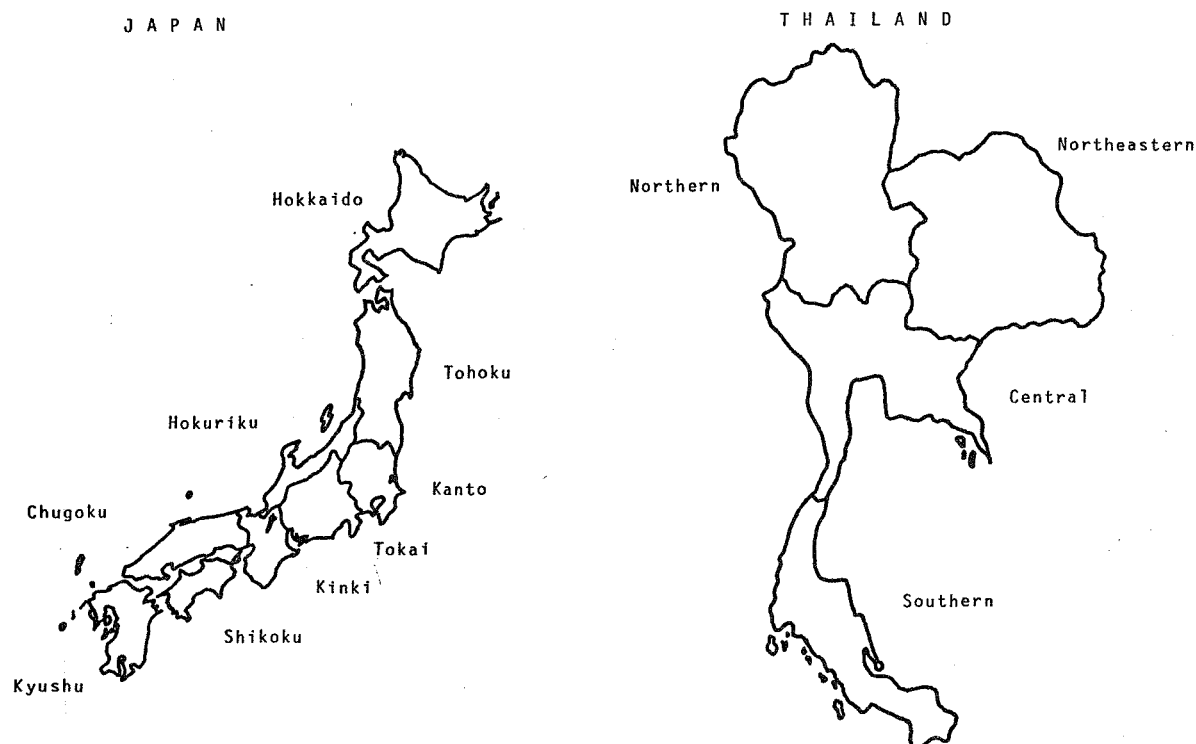 J A P A N
Hokkaido
Tohoku
Hokuriku
Kanto
Chugoku
Tokai
Kinki
Shikoku
Kyushu
T H A I L A N D
Northeastern
Northern
Central
Southern